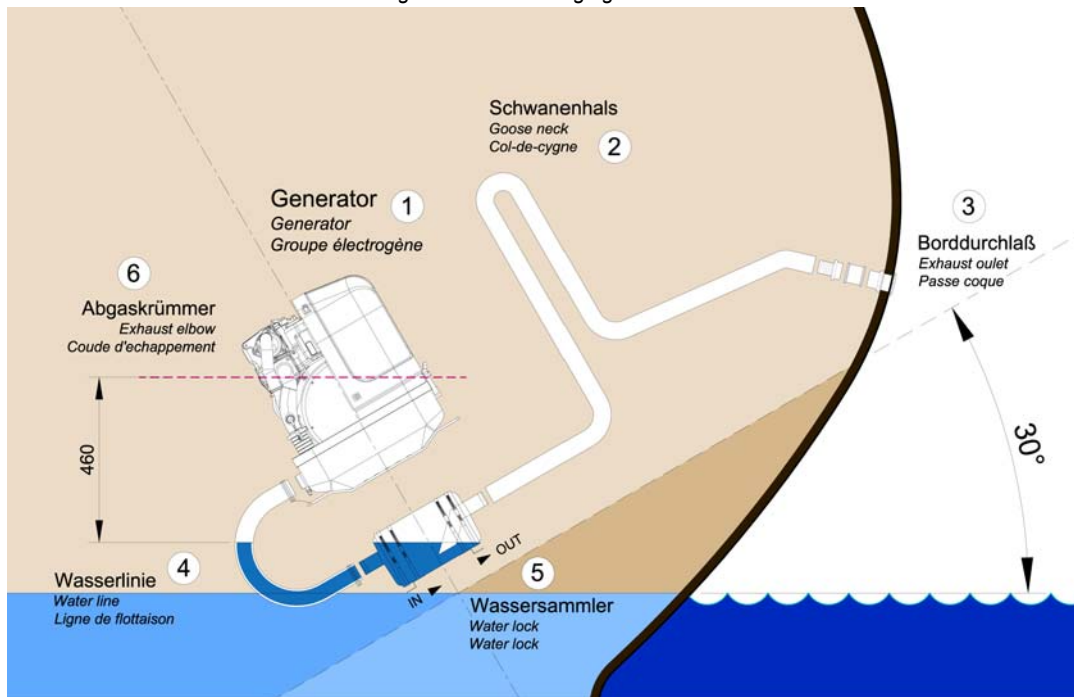 Schwanenhals
Goose neck
Col-de-cygne
2
Generator
Generator
Groupe électrogène
1
3
Borddurchlaß
Exhaust oulet
Passe coque
6
Abgaskrümmer
Exhaust elbow
Coude d'echappement
460
30°
4
Wasserlinie
Water line
Ligne de flottaison
IN
OUT
5
Wassersammler
Water lock
Water lock